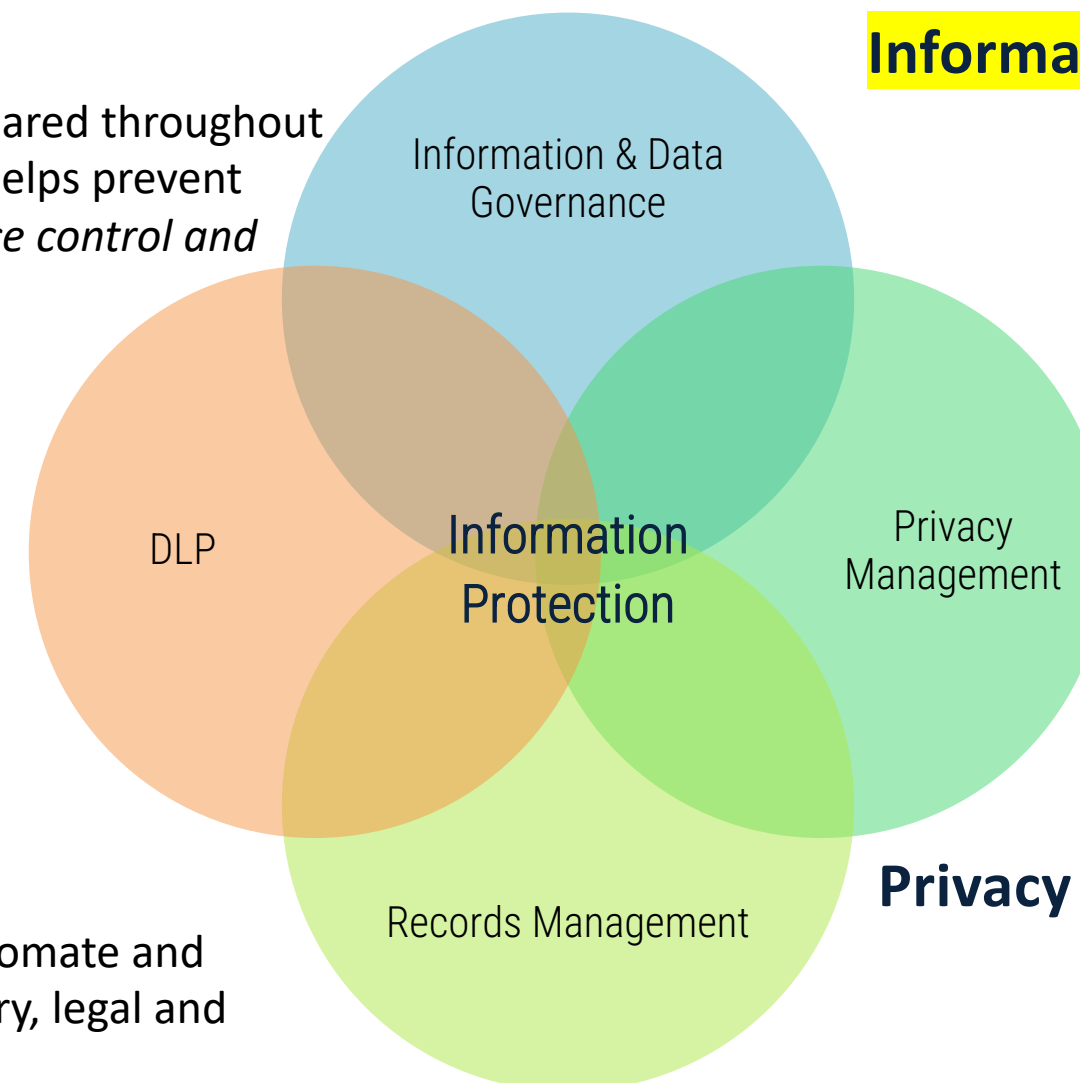 Informa
ared throughout
elps prevent
ce control and
Information & Data
Governance
DLP
Information
Protection
Privacy
Management
Privacy
Records Management
omate and
ry, legal and